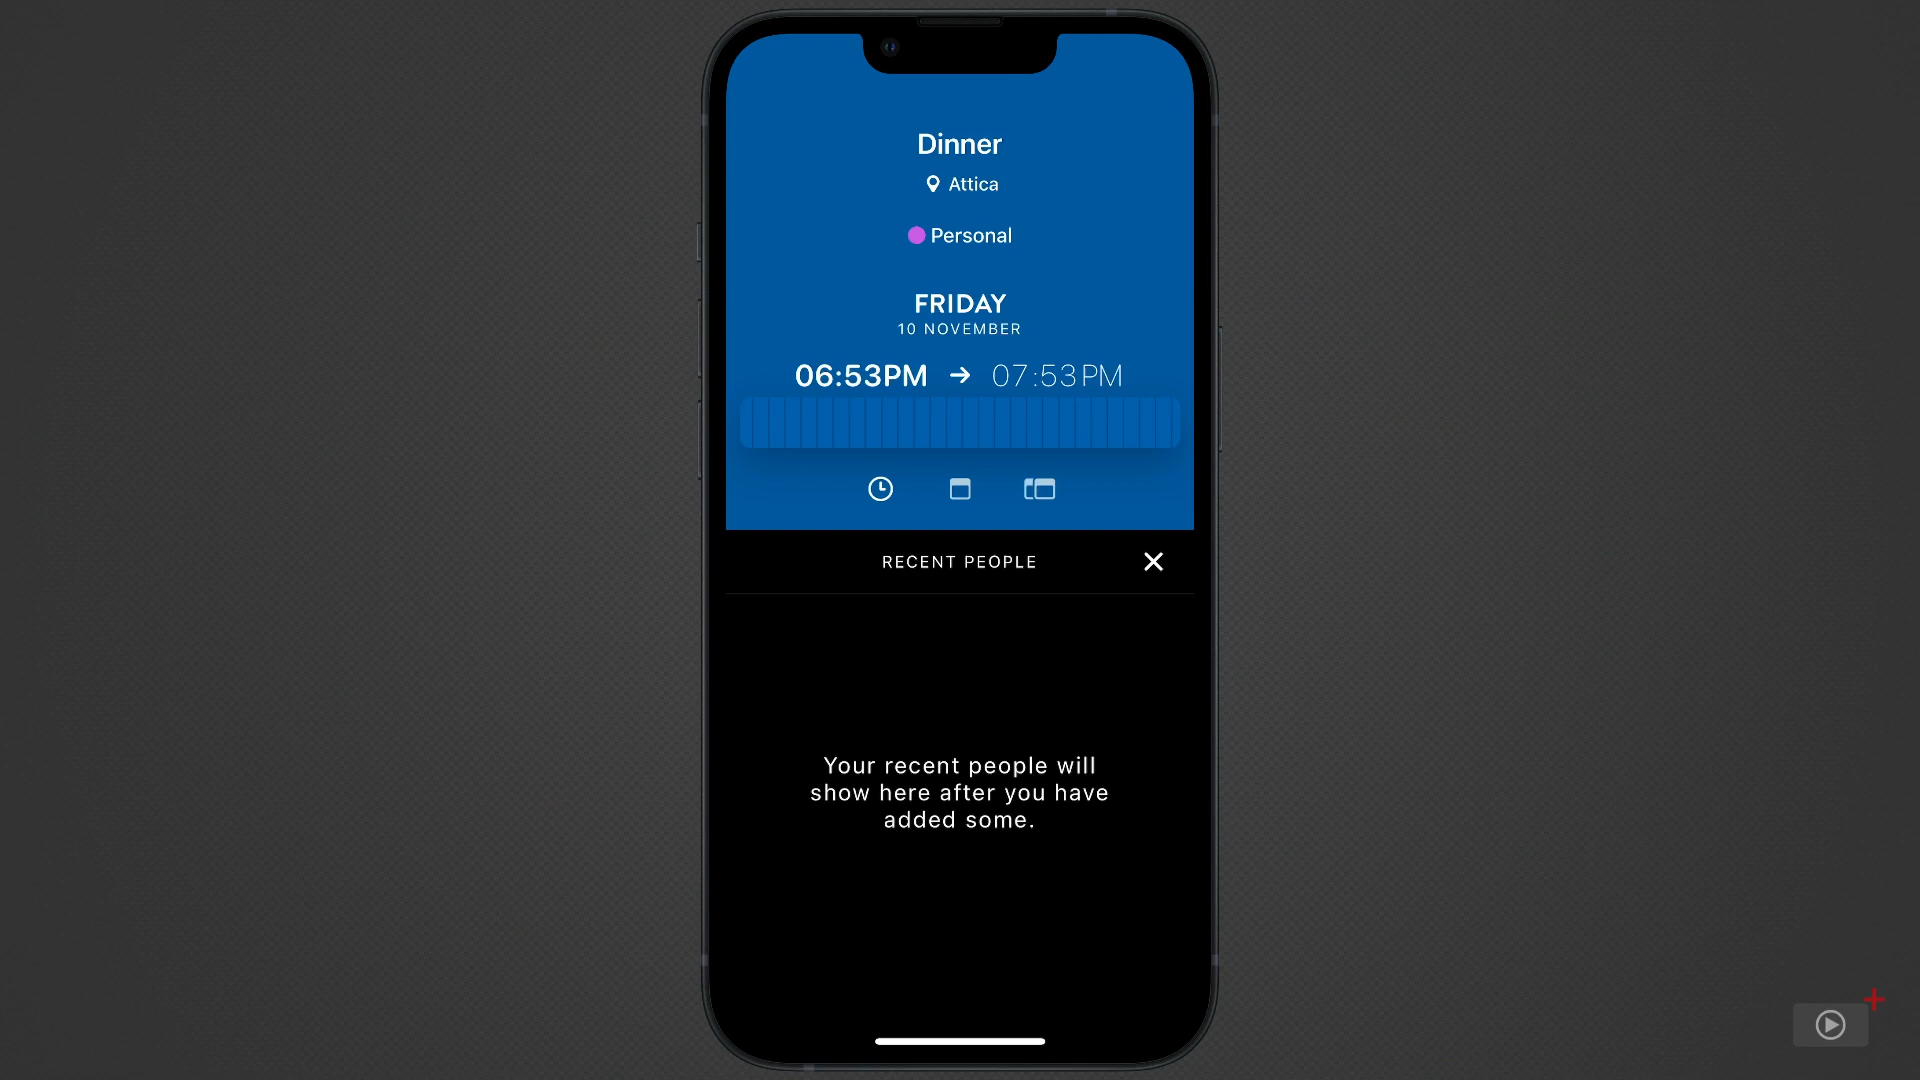 Dinner
Attica
Personal
FRIDAY
10 NOVEMBER
06:53PM → 07:53PM
RECENT PEOPLE
Your recent people will
show here after you have
added some.